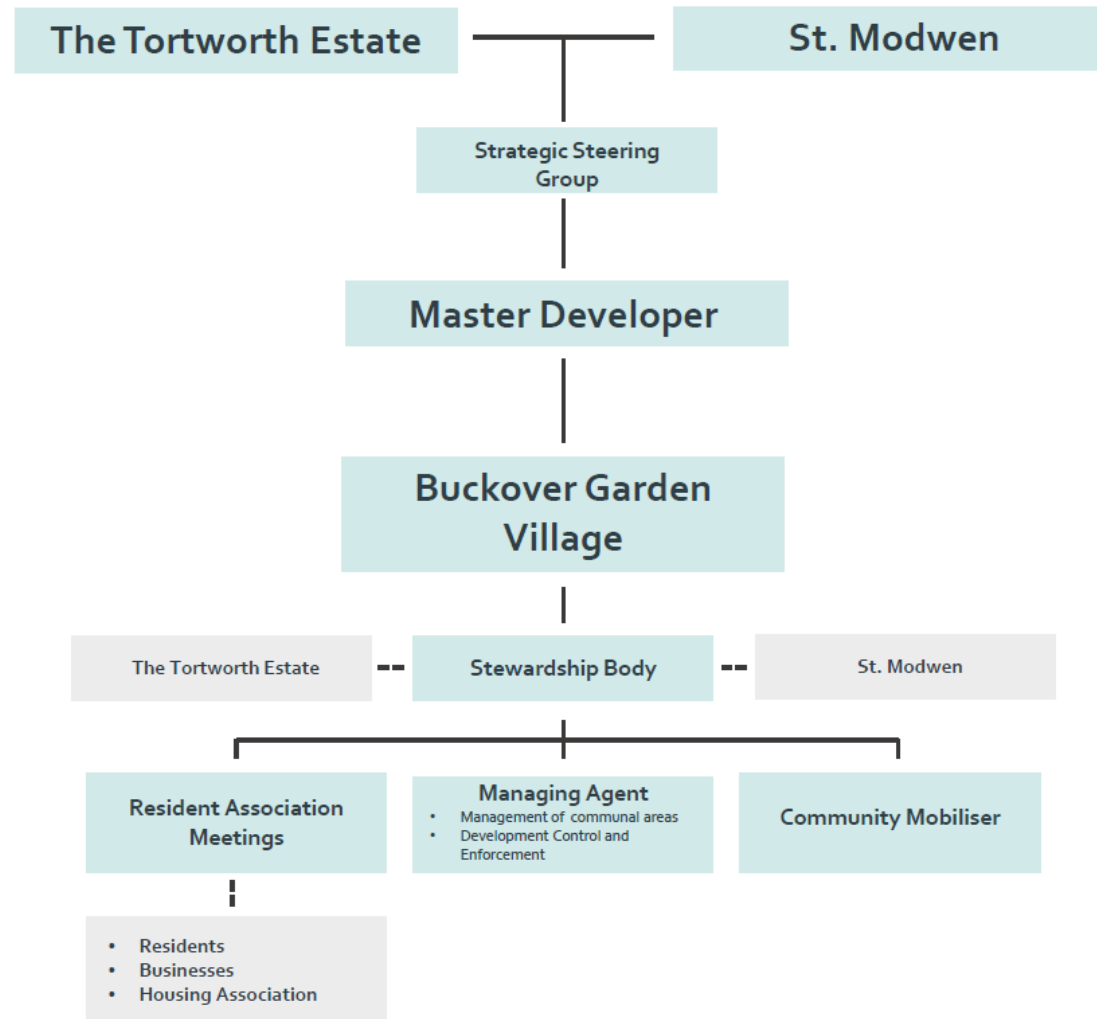 The Tortworth Estate
St. Modwen
Strategic Steering
Group
Master Developer
Buckover Garden
Village
The Tortworth Estate
Stewardship Body
St. Modwen
Resident Association
Meetings
Managing Agent
• Management of communal areas
• Development Control and
Enforcement
Community Mobiliser
• Residents
• Businesses
• Housing Association